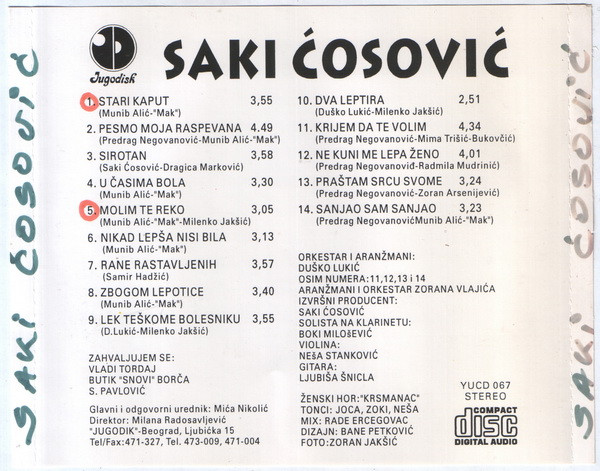 SAKI ĆOSOVIĆ
Jugodisk
SAKI ĆOSOVIĆ
1. STARI KAPUT 3,55
(Munib Alić-"Mak")
2. PESMO MOJA RASPEVANA 4.49
(Predrag Negovanović-Munib Alić-"Mak")
3. SIROTAN 3,58
(Saki Ćosović-Dragica Marković)
4. U ČASIMA BOLA 3,30
(Munib Alić-"Mak")
5. MOLIM TE REKO 3,05
(Munib Alić-"Mak"-Milenko Jakšić)
6. NIKAD LEPŠA NISI BILA 3,13
(Munib Alić-"Mak")
7. RANE RASTAVLJENIH 3,57
(Samir Hadžić)
8. ZBOGOM LEPOTICE 3,40
(Munib Alić-"Mak")
9. LEK TEŠKOME BOLESNIKU 3,55
(D.Lukić-Milenko Jakšić)
ZAHVALJUJEM SE:
VLADI TORDAJ
BUTIK "SNOVI" BORČA
S. PAVLOVIĆ
Glavni i odgovorni urednik: Mića Nikolić
Direktor: Milana Radosavljević
"JUGODIK"-Beograd, Ljubička 15
Tel/Fax:471-327, Tel. 473-009, 471-004
10. DVA LEPTIRA 2,51
(Duško Lukić-Milenko Jakšić)
11. KRIJEM DA TE VOLIM 4,34
(Predrag Negovanović-Mima Trišić-Bukovčić)
12. NE KUNI ME LEPA ŽENO 4,01
(Predrag Negovanović-Radmila Mudrinić)
13. PRAŠTAM SRCU SVOME 3,24
(Predrag Negovanović-Zoran Arsenijević)
14. SANJAO SAM SANJAO 3,23
(Predrag NegovanovićMunib Alić-"Mak")
ORKESTAR I ARANŽMANI:
DUŠKO LUKIĆ
OSIM NUMERA:11,12,13 i 14
ARANŽMANI I ORKESTAR ZORANA VLAJIĆA
IZVRŠNI PRODUCENT:
SAKI ĆOSOVIĆ
SOLISTA NA KLARINETU:
BOKI MILOšEVIĆ
VIOLINA:
NEšA STANKOVIĆ
GITARA:
LJUBIŠA ŠNICLA
ŽENSKI HOR:"KRSMANAC"
TONCI: JOCA, ZOKI, NEŠA
MIX: RADE ERCEGOVAC
DIZAJN: BANE PETKOVIĆ
FOTO:ZORAN JAKŠIĆ
YUCD 067
STEREO
COMPACT
disc
DIGITAL AUDIO
SAKI ĆOSOVIĆ